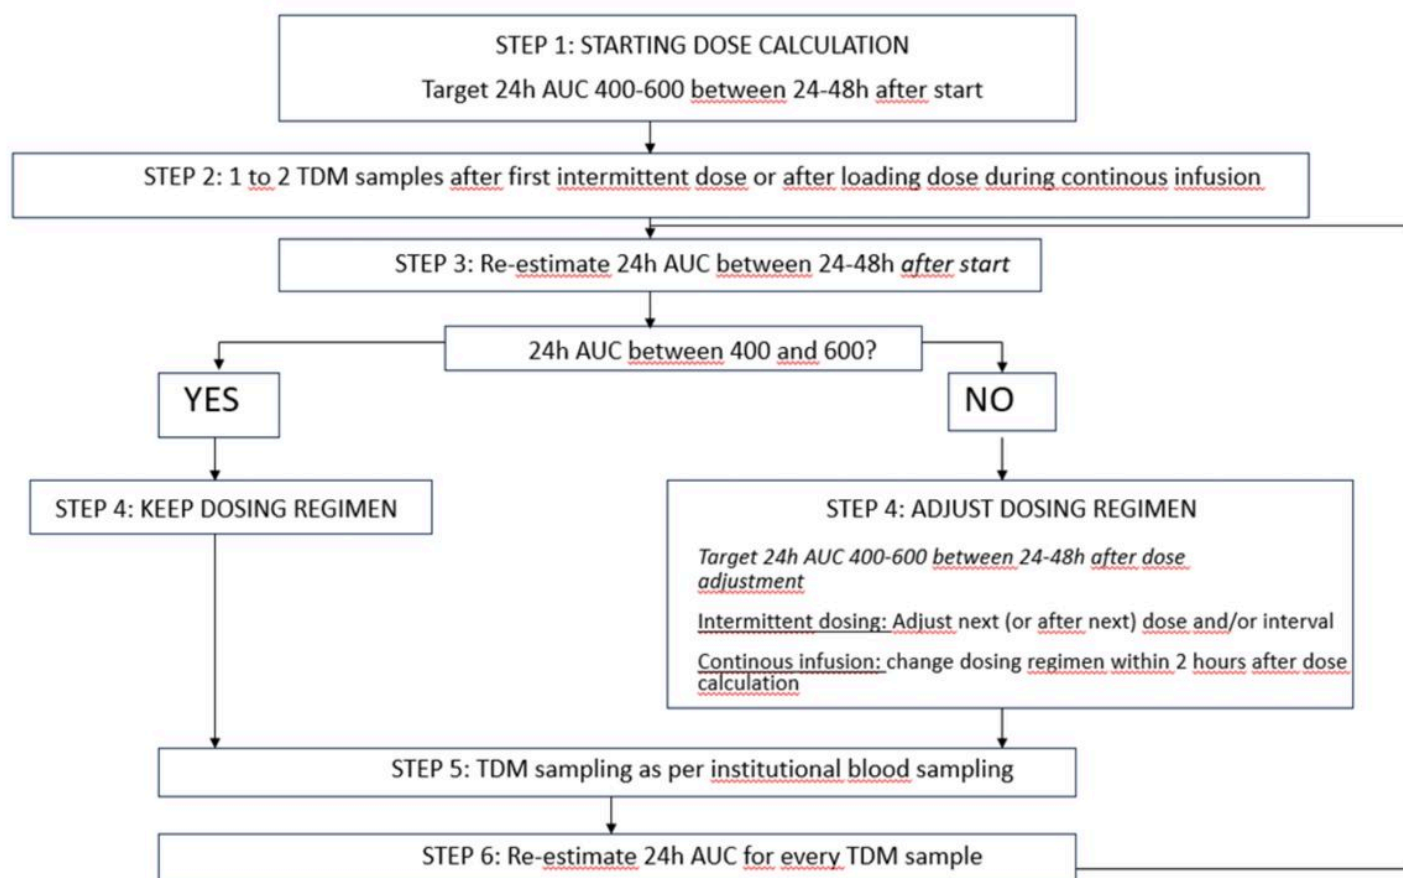 STEP 1: STARTING DOSE CALCULATION
Target 24h AUC 400-600 between 24-48h after start
STEP 2: 1 to 2 TDM samples after first intermittent dose or after loading dose during continous infusion
STEP 3: Re-estimate 24h AUC between 24-48h after start
24h AUC between 400 and 600?
YES
NO
STEP 4: KEEP DOSING REGIMEN
STEP 4: ADJUST DOSING REGIMEN
Target 24h AUC 400-600 between 24-48h after dose
adjustment
Intermittent dosing: Adjust next (or after next) dose and/or interval
Continous infusion: change dosing regimen within 2 hours after dose
calculation
STEP 5: TDM sampling as per institutional blood sampling
STEP 6: Re-estimate 24h AUC for every TDM sample